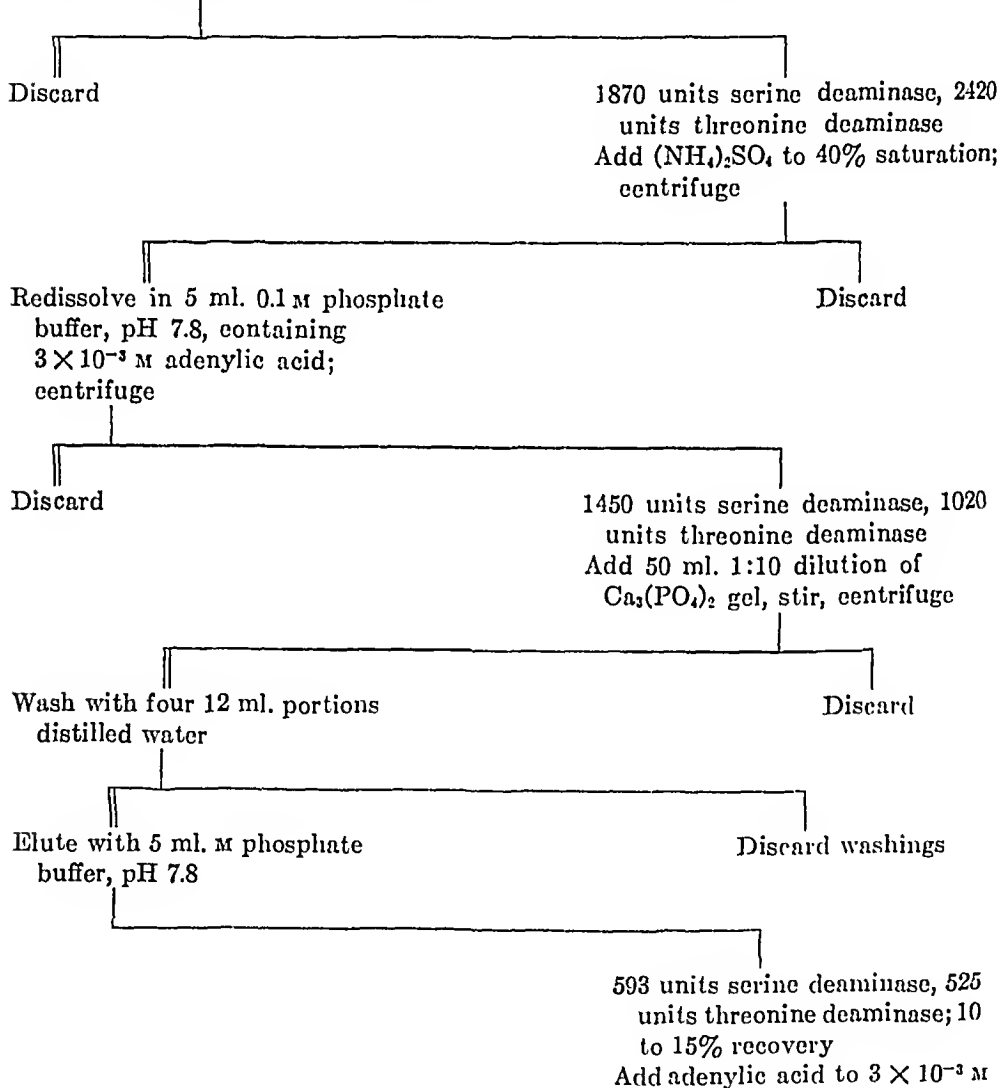 Discard
1870 units serine deaminase, 2420
units threonine deaminase
Add (NH₄)₂SO₄ to 40% saturation;
centrifuge
Redissolve in 5 ml. 0.1 M phosphate
buffer, pH 7.8, containing
3 × 10⁻³ M adenylic acid;
centrifuge
Discard
Discard
1450 units serine deaminase, 1020
units threonine deaminase
Add 50 ml. 1:10 dilution of
Ca₃(PO₄)₂ gel, stir, centrifuge
Wash with four 12 ml. portions
distilled water
Discard
Elute with 5 ml. M phosphate
buffer, pH 7.8
Discard washings
593 units serine deaminase, 525
units threonine deaminase; 10
to 15% recovery
Add adenylic acid to 3 × 10⁻³ M